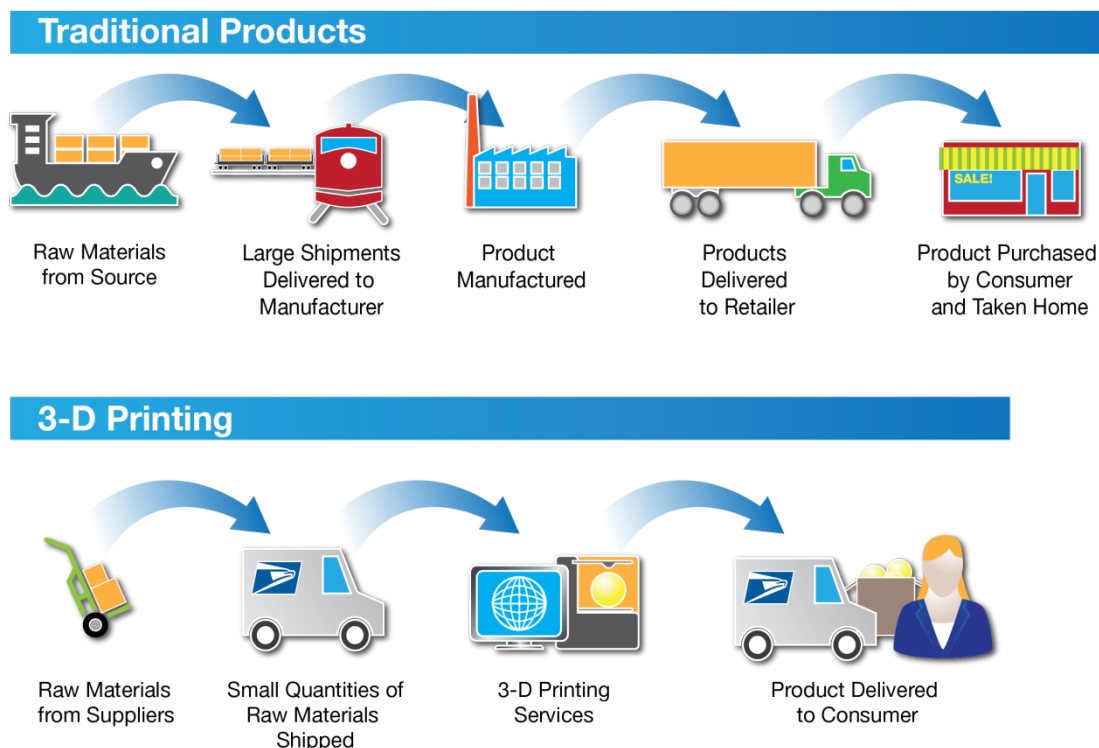 Traditional Products
Raw Materials
from Source
Large Shipments
Delivered to
Manufacturer
Product
Manufactured
Products
Delivered
to Retailer
SALE!
Product Purchased
by Consumer
and Taken Home
3-D Printing
Raw Materials
from Suppliers
Small Quantities of
Raw Materials
Shipped
3-D Printing
Services
Product Delivered
to Consumer